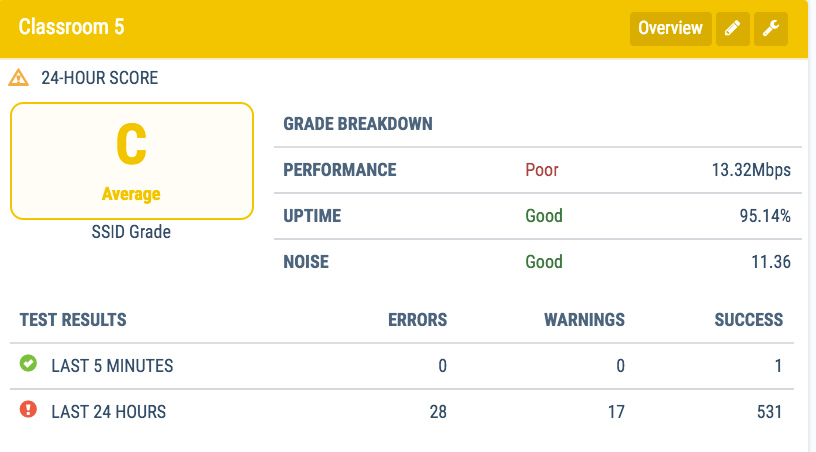 Classroom 5 Overview
24-HOUR SCORE
C
Average
SSID Grade
GRADE BREAKDOWN
PERFORMANCE Poor 13.32Mbps
UPTIME Good 95.14%
NOISE Good 11.36
TEST RESULTS ERRORS WARNINGS SUCCESS
LAST 5 MINUTES 0 0 1
LAST 24 HOURS 28 17 531